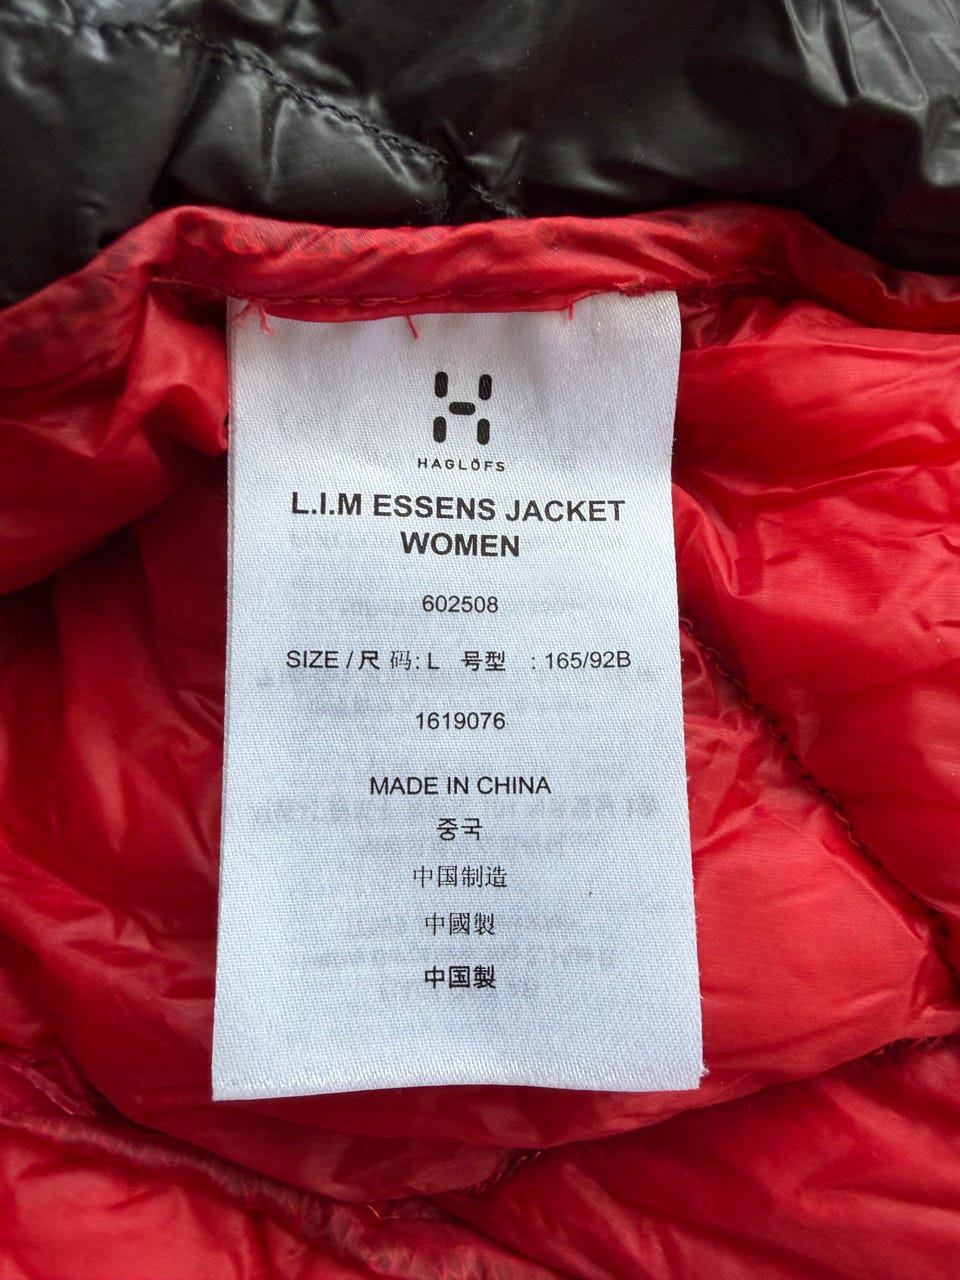 HAGLÖFS
L.I.M ESSENS JACKET
WOMEN
602508
SIZE / 尺 码: L 号型 : 165/92B
1619076
MADE IN CHINA
중국
中国制造
中國製
中国製